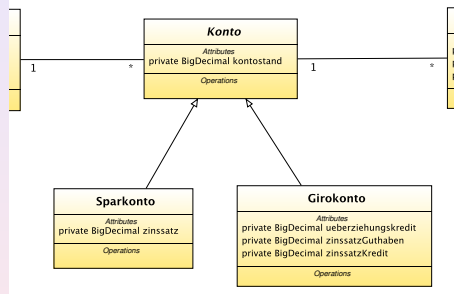 Konto
Attributes
private BigDecimal kontostand
Operations
1
*
1
*
Sparkonto
Attributes
private BigDecimal zinssatz
Operations
Girokonto
Attributes
private BigDecimal ueberziehungskredit
private BigDecimal zinssatzGuthaben
private BigDecimal zinssatzKredit
Operations